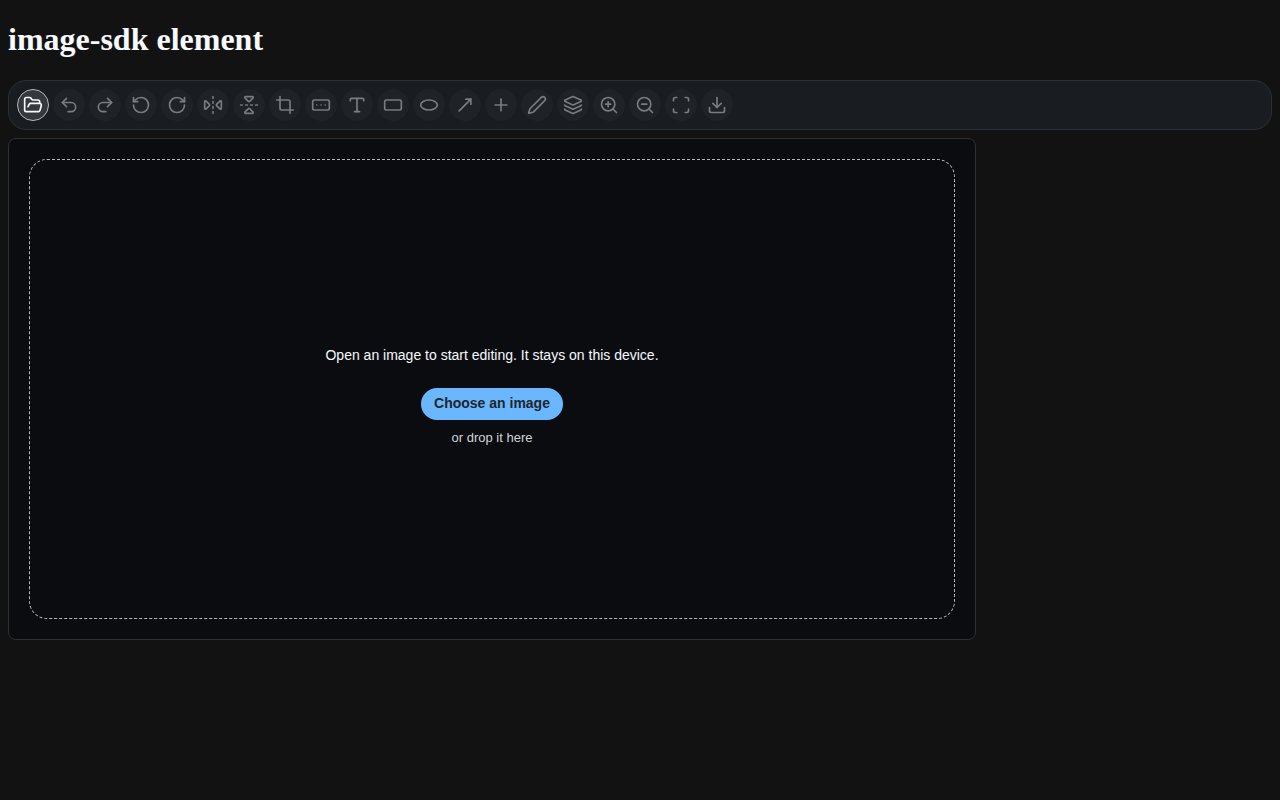 image-sdk element
Open an image to start editing. It stays on this device.
Choose an image
or drop it here